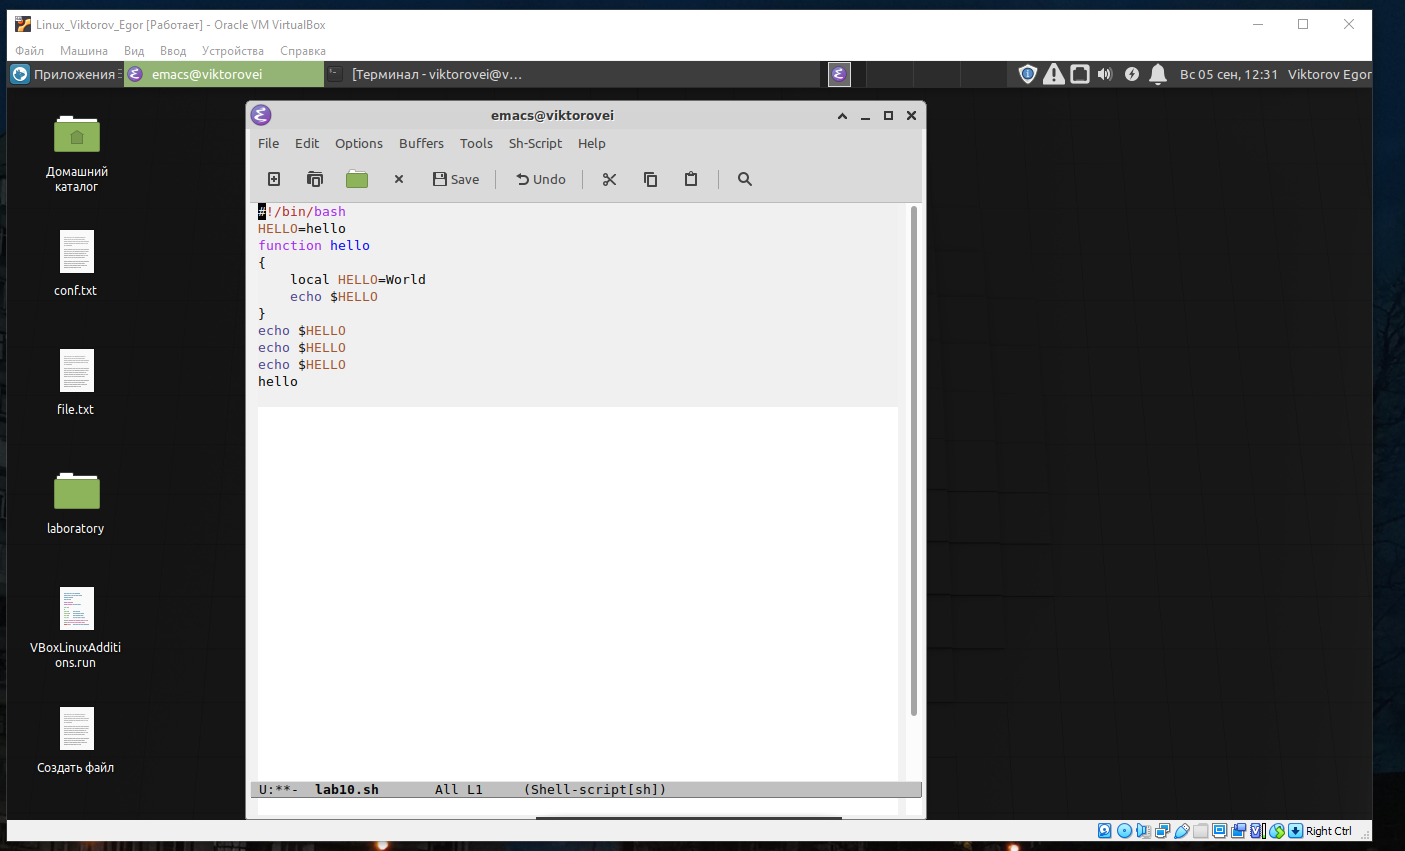 Linux_Viktorov_Egor [Работает] - Oracle VM VirtualBox
Файл Машина Вид Ввод Устройства Справка
Приложения emacs@viktorovei [Терминал - viktorovei@v... Вс 05 сен, 12:31 Viktorov Egor
Домашний
каталог
conf.txt
file.txt
laboratory
VBoxLinuxAdditi
ons.run
Создать файл
emacs@viktorovei
File Edit Options Buffers Tools Sh-Script Help
Save Undo
#!/bin/bash
HELLO=hello
function hello
{
    local HELLO=World
    echo $HELLO
}
echo $HELLO
echo $HELLO
echo $HELLO
hello
U:**-  lab10.sh       All L1     (Shell-script[sh])
Right Ctrl